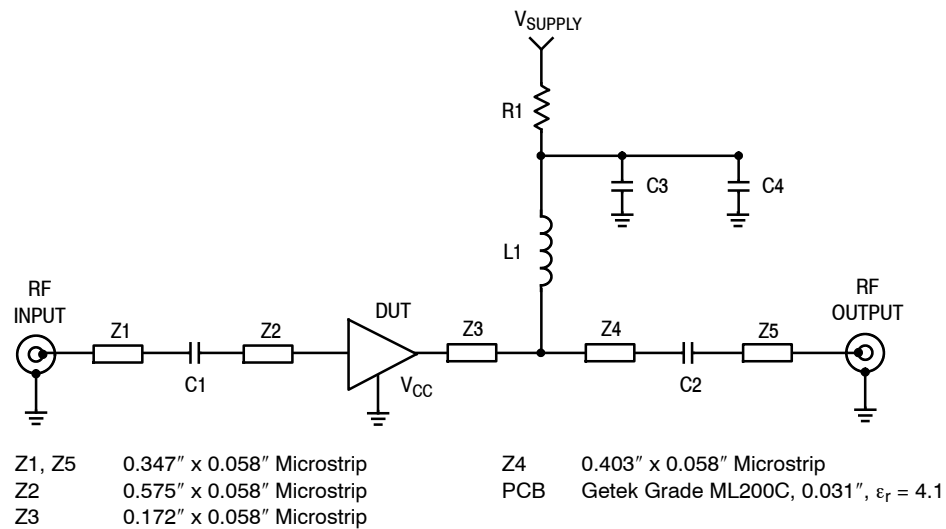 VSUPPLY
R1
C3
C4
L1
RF
INPUT
Z1
C1
Z2
DUT
VCC
Z3
Z4
C2
Z5
RF
OUTPUT
Z1, Z5 0.347″ x 0.058″ Microstrip
Z2 0.575″ x 0.058″ Microstrip
Z3 0.172″ x 0.058″ Microstrip
Z4 0.403″ x 0.058″ Microstrip
PCB Getek Grade ML200C, 0.031″, εr = 4.1